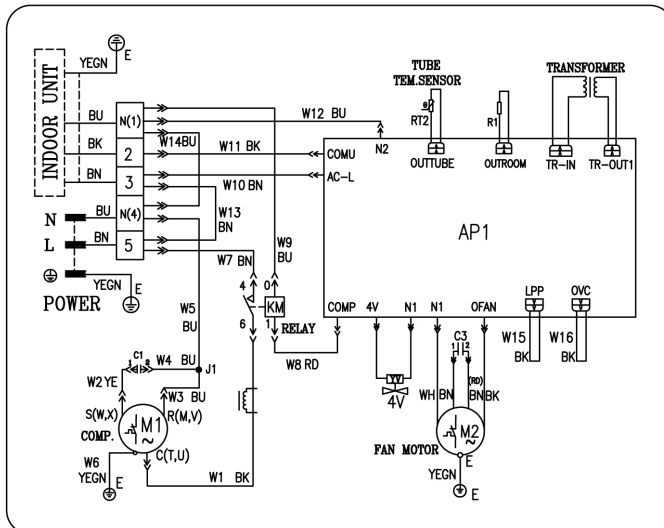 INDOOR UNIT
YEGN
E
BU
BK
BN
N(1)
2
3
N(4)
5
N
BU
L
BN
YEGN
E
POWER
W14BU
W12 BU
W11 BK
W10 BN
W13
BN
W7 BN
W9
BU
W5
BU
4
0
KM
6
1
RELAY
W8 RD
C1
1
2
W4 BU
J1
W2YE
W3 BU
S(W,X)
R(M,V)
M1
~
COMP.
C(T,U)
W6
YEGN
E
W1 BK
TUBE
TEM.SENSOR
θ
RT2
R1
TRANSFORMER
N2
OUTTUBE
OUTROOM
TR-IN
TR-OUT1
COMU
AC-L
AP1
COMP
4V
N1
N1
OFAN
LPP
OVC
W15
BK
W16
BK
YV
4V
C3
1
2
WH
BN
(RD)
BN
BK
M2
~
FAN MOTOR
E
YEGN
E